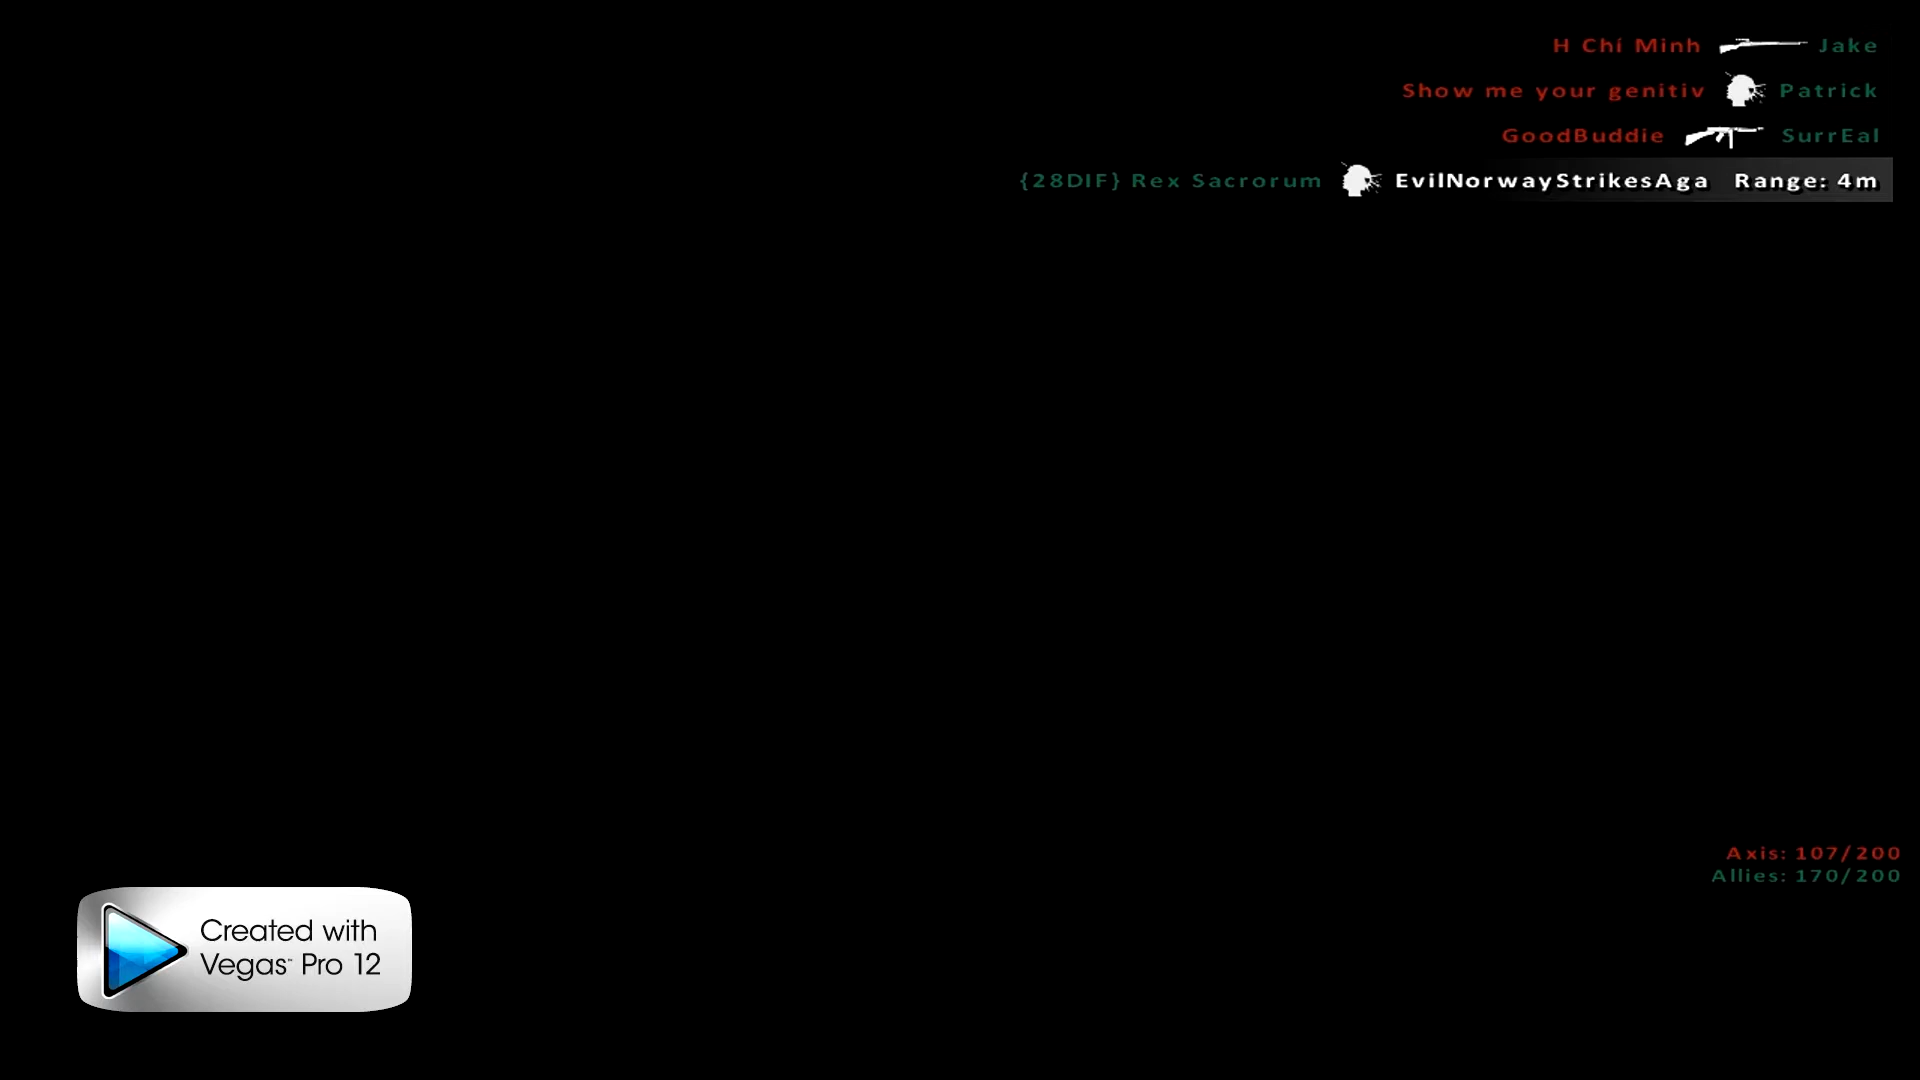 H Chí Minh Jake
Show me your genitiv Patrick
GoodBuddie SurrEal
{28DIF} Rex Sacrorum EvilNorwayStrikesAga Range: 4m
Axis: 107/200
Allies: 170/200
Created with
Vegas™ Pro 12